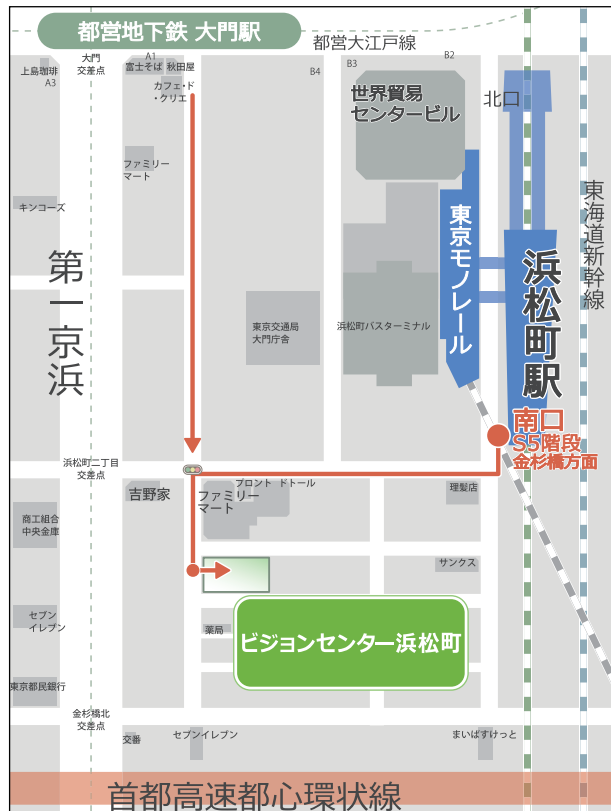 都営地下鉄 大門駅
都営大江戸線
大門
交差点
上島珈琲
A3
A1
富士そば 秋田屋
カフェ・ド
・クリエ
B4
B3
B2
世界貿易
センタービル
北口
ファミリー
マート
キンコーズ
第一京浜
東京モノレール
浜松町駅
東海道新幹線
東京交通局
大門庁舎
浜松町バスターミナル
南口
S5階段
金杉橋方面
浜松町二丁目
交差点
吉野家
ファミリー
マート
プロント ドトール
理髪店
商工組合
中央金庫
サンクス
セブン
イレブン
薬局
ビジョンセンター浜松町
東京都民銀行
金杉橋北
交差点
交番
セブンイレブン
まいばすけっと
首都高速都心環状線